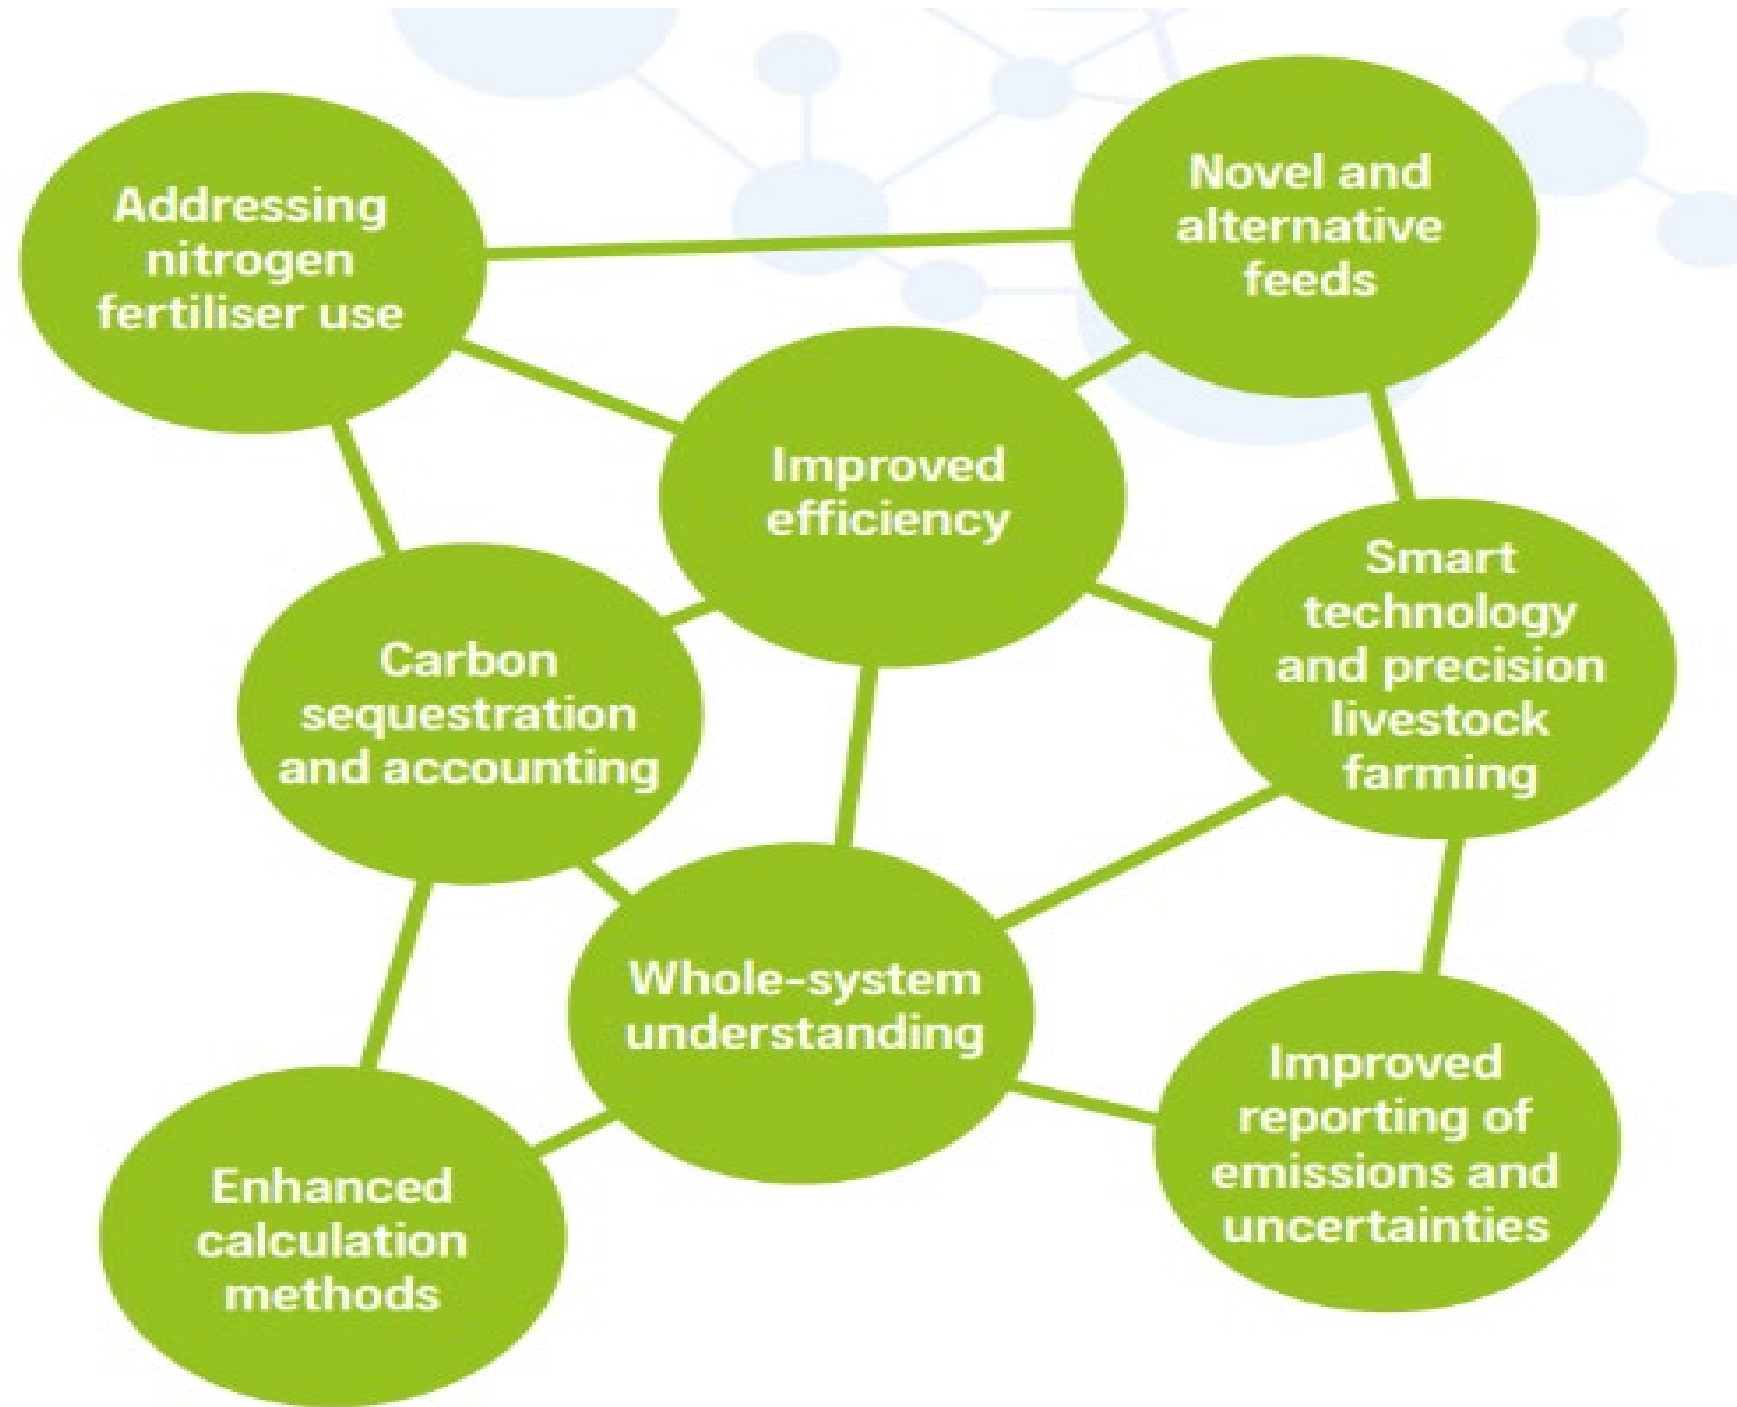 Addressing
nitrogen
fertiliser use
Novel and
alternative
feeds
Improved
efficiency
Smart
technology
and precision
livestock
farming
Carbon
sequestration
and accounting
Whole-system
understanding
Improved
reporting of
emissions and
uncertainties
Enhanced
calculation
methods